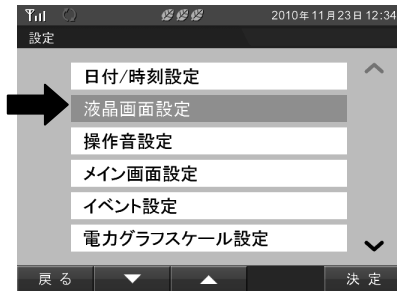 2010年11月23日 12:34
設定
日付/時刻設定
液晶画面設定
操作音設定
メイン画面設定
イベント設定
電力グラフスケール設定
戻る 決定